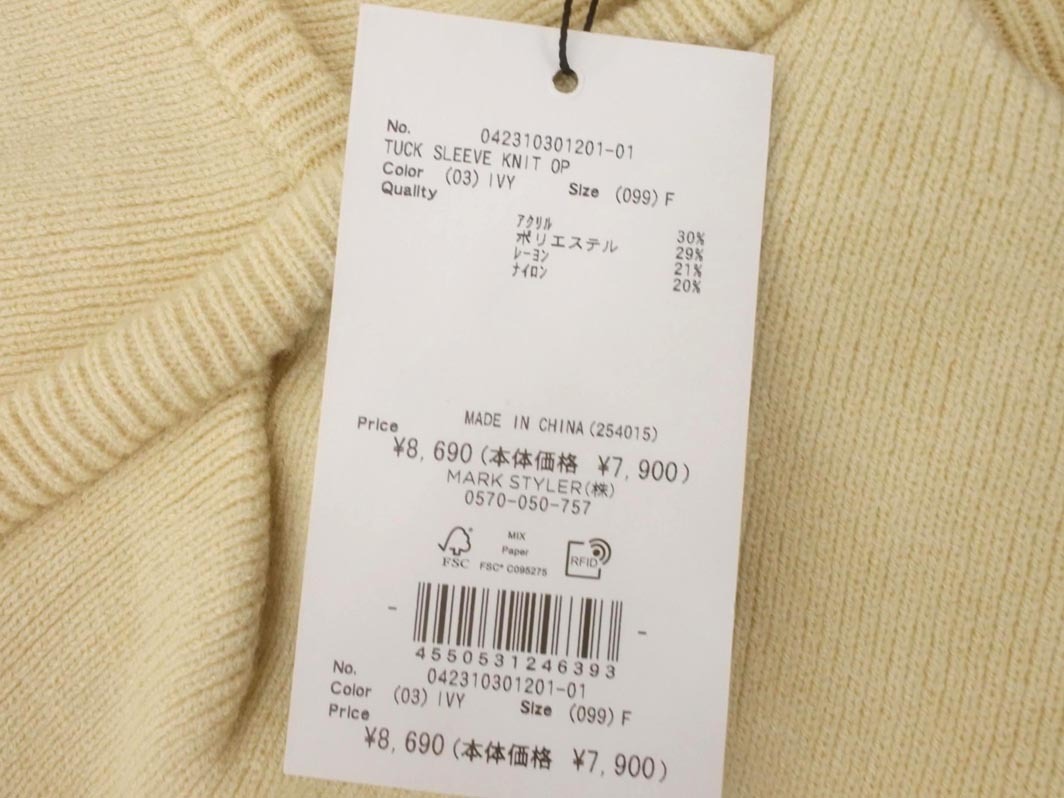 No. 042310301201-01
TUCK SLEEVE KNIT OP
Color (03) IVY Size (099) F
Quality
ｱｸﾘﾙ 30%
ポリエステル 29%
ﾚｰﾖﾝ 21%
ﾅｲﾛﾝ 20%
MADE IN CHINA (254015)
Price
¥8,690 (本体価格 ¥7,900)
MARK STYLER(株)
0570-050-757
FSC
MIX
Paper
FSC® C095275
RFID
4550531246393
No. 042310301201-01
Color (03) IVY Size (099) F
Price
¥8,690 (本体価格 ¥7,900)